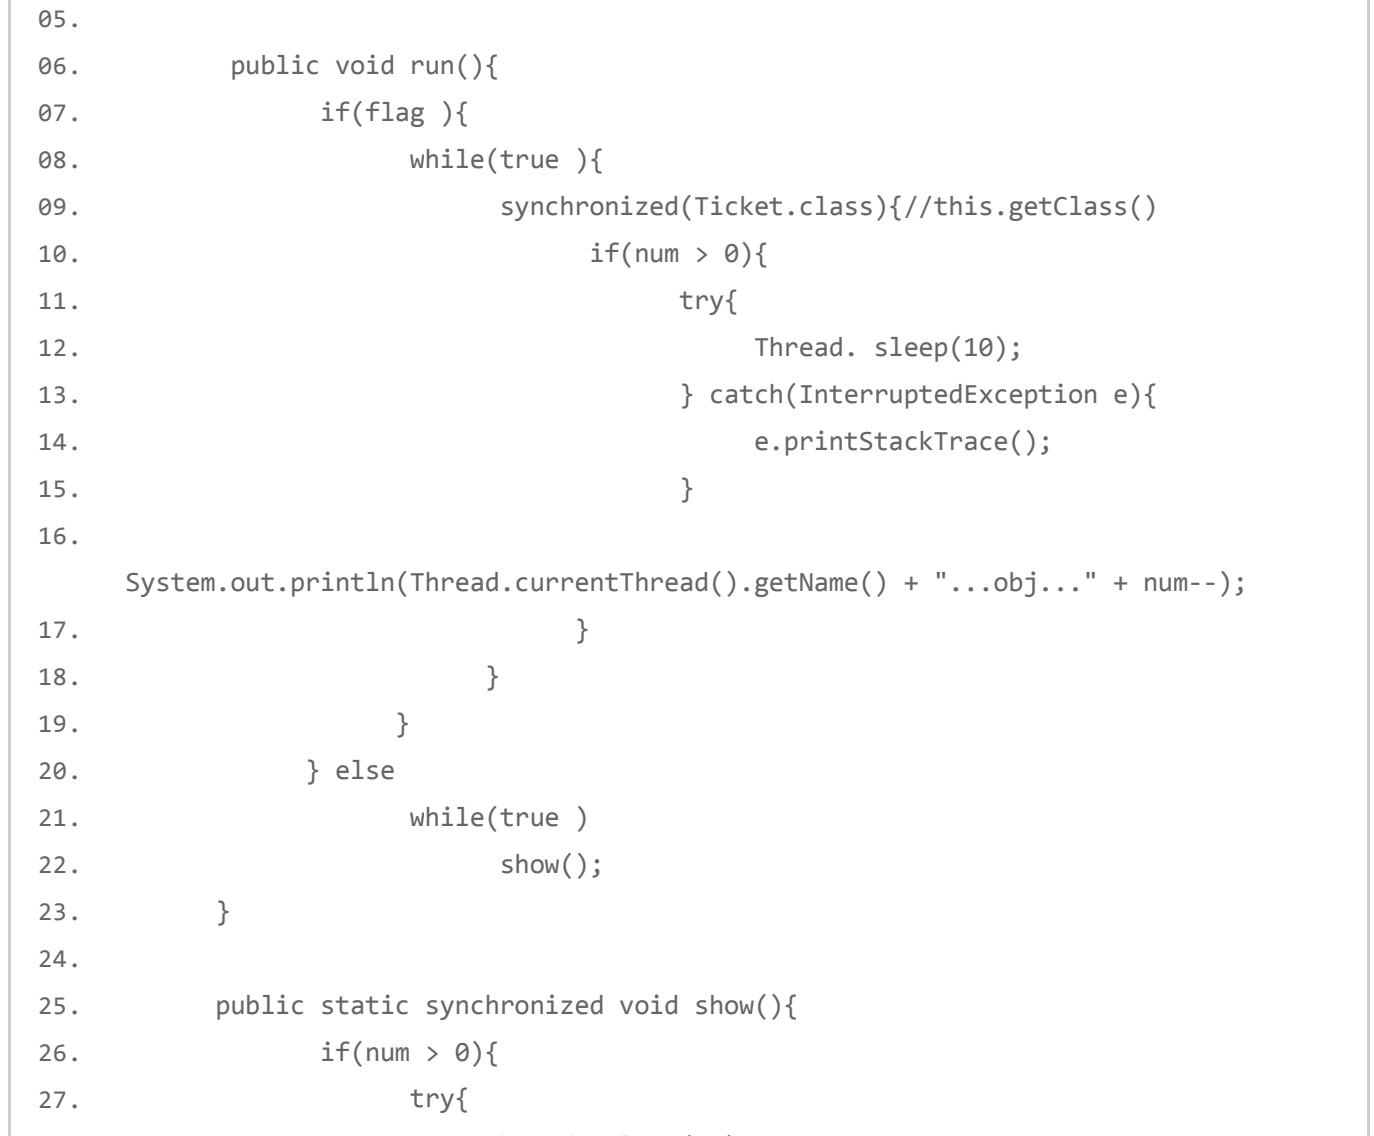 05.
06. public void run(){
07. if(flag ){
08. while(true ){
09. synchronized(Ticket.class){//this.getClass()
10. if(num > 0){
11. try{
12. Thread. sleep(10);
13. } catch(InterruptedException e){
14. e.printStackTrace();
15. }
16.
System.out.println(Thread.currentThread().getName() + "...obj..." + num--);
17. }
18. }
19. }
20. } else
21. while(true )
22. show();
23. }
24.
25. public static synchronized void show(){
26. if(num > 0){
27. try{